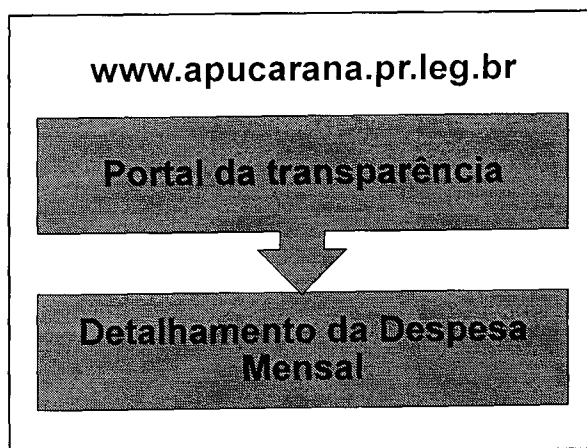 www.apucarana.pr.leg.br
Portal da transparência
Detalhamento da Despesa
Mensal